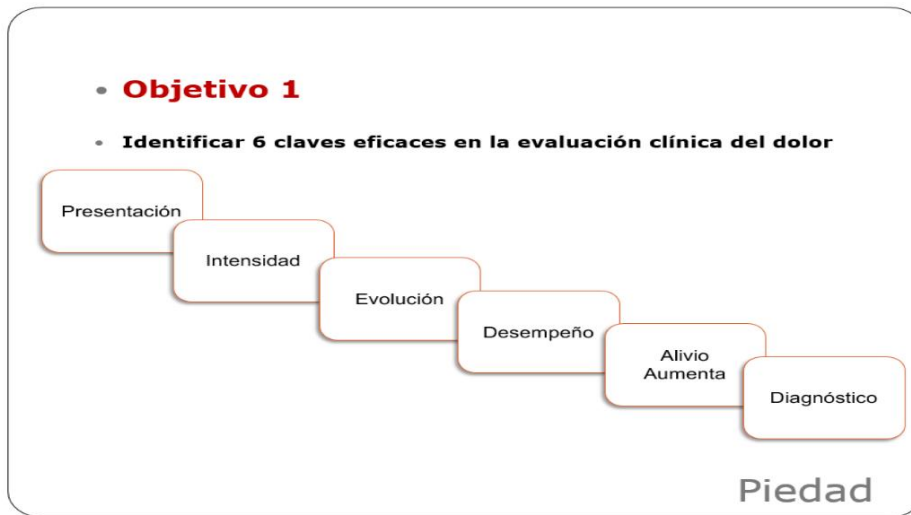 Objetivo 1
Identificar 6 claves eficaces en la evaluación clínica del dolor
Presentación
Intensidad
Evolución
Desempeño
Alivio
Aumenta
Diagnóstico
Piedad